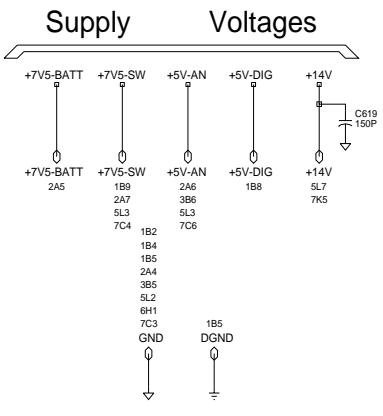 Supply Voltages
+7V5-BATT +7V5-SW +5V-AN +5V-DIG +14V
C619
150P
+7V5-BATT +7V5-SW +5V-AN +5V-DIG +14V
2A5 1B9 2A6 1B8 5L7
2A7 3B6 7K5
5L3 5L3
7C4 7C6
1B2
1B4
1B5
2A4
3B5
5L2
6H1
7C3 1B5
GND DGND